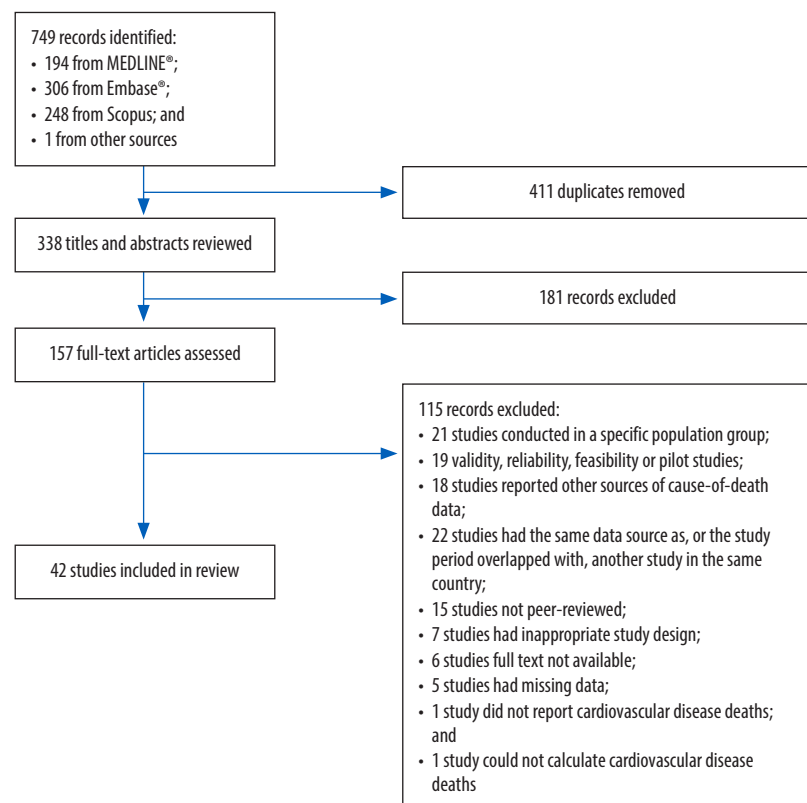 749 records identified:
• 194 from MEDLINE®;
• 306 from Embase®;
• 248 from Scopus; and
• 1 from other sources
411 duplicates removed
338 titles and abstracts reviewed
181 records excluded
157 full-text articles assessed
115 records excluded:
• 21 studies conducted in a specific population group;
• 19 validity, reliability, feasibility or pilot studies;
• 18 studies reported other sources of cause-of-death
data;
• 22 studies had the same data source as, or the study
period overlapped with, another study in the same
country;
• 15 studies not peer-reviewed;
• 7 studies had inappropriate study design;
• 6 studies full text not available;
• 5 studies had missing data;
• 1 study did not report cardiovascular disease deaths;
and
• 1 study could not calculate cardiovascular disease
deaths
42 studies included in review